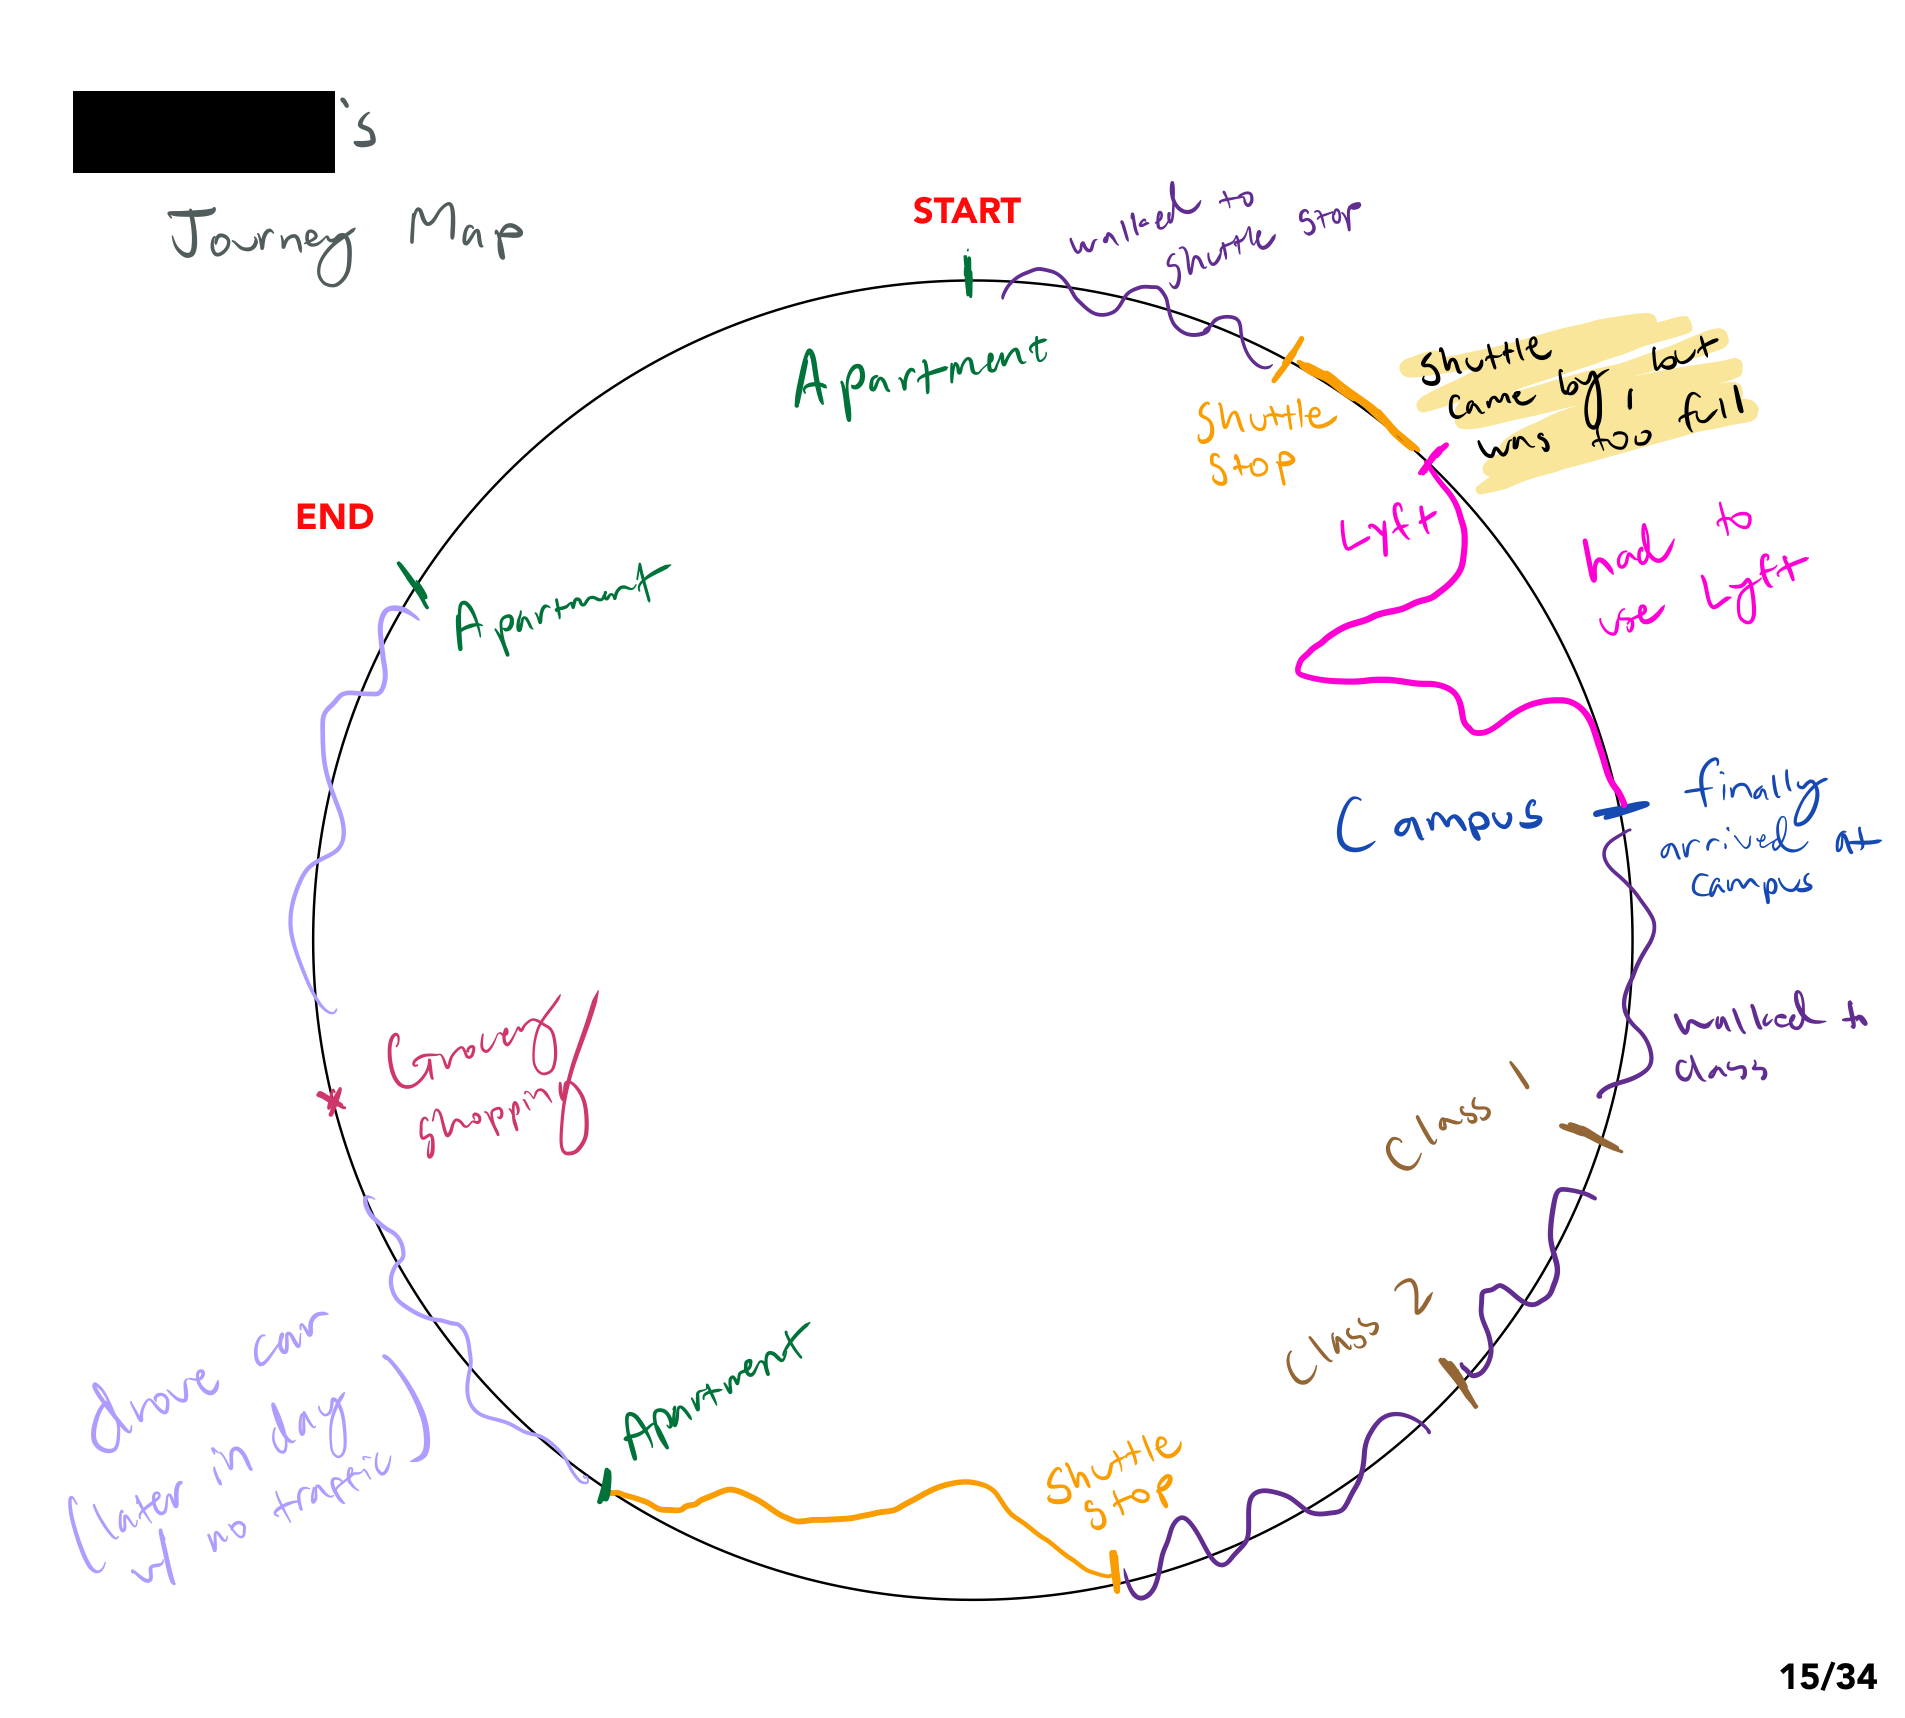 's
Journey Map
START
walked to
shuttle stop
Apartment
shuttle
stop
shuttle
came by, but
was too full
Lyft
had to
use Lyft
Campus
finally
arrived at
campus
walked to
class
Class 1
Class 2
Shuttle
stop
Apartment
drove car
(later in day
w/ no traffic)
Grocery
shopping
Apartment
END
15/34